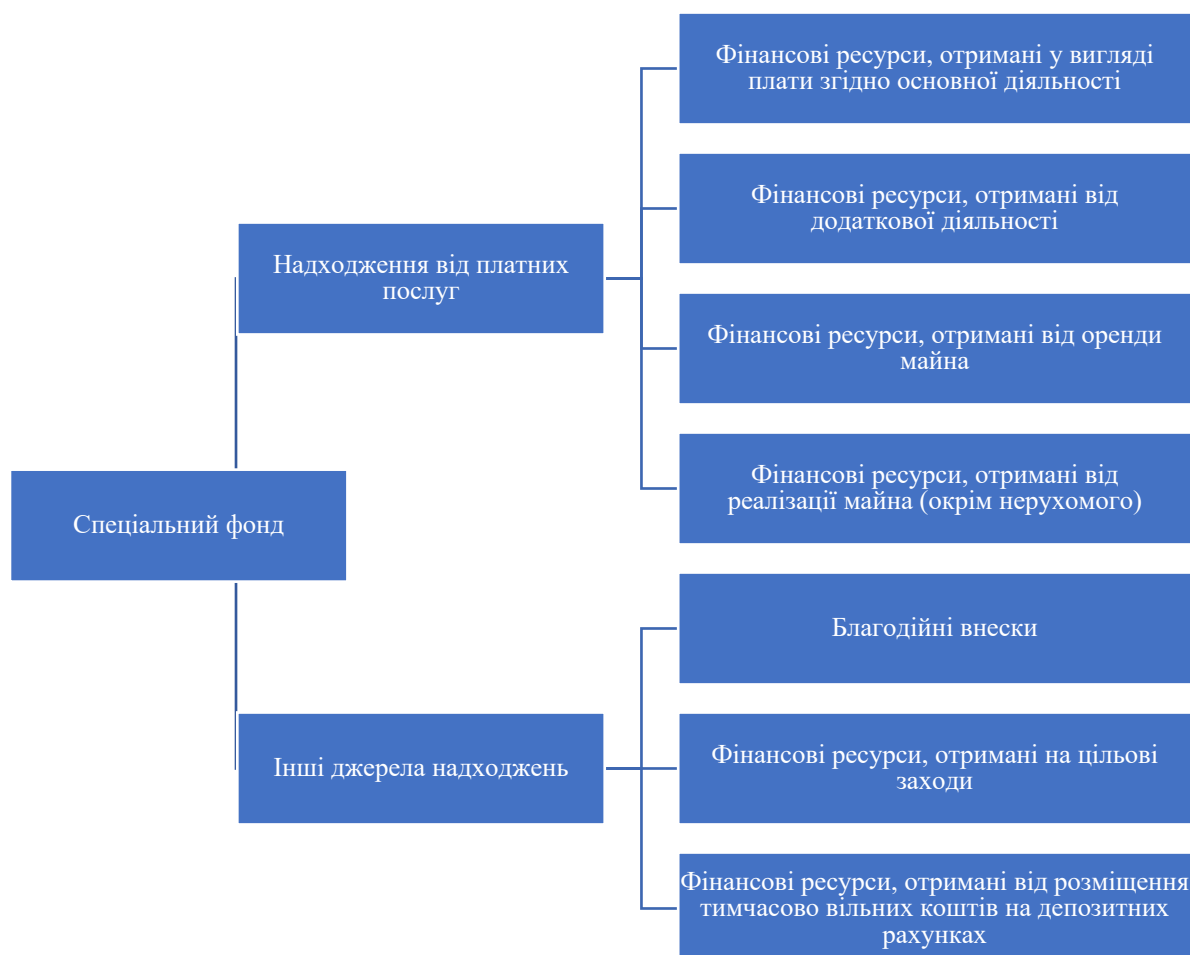 Фінансові ресурси, отримані у вигляді
плати згідно основної діяльності
Фінансові ресурси, отримані від
додаткової діяльності
Надходження від платних
послуг
Фінансові ресурси, отримані від оренди
майна
Фінансові ресурси, отримані від
реалізації майна (окрім нерухомого)
Спеціальний фонд
Благодійні внески
Інші джерела надходжень
Фінансові ресурси, отримані на цільові
заходи
Фінансові ресурси, отримані від розміщення
тимчасово вільних коштів на депозитних
рахунках